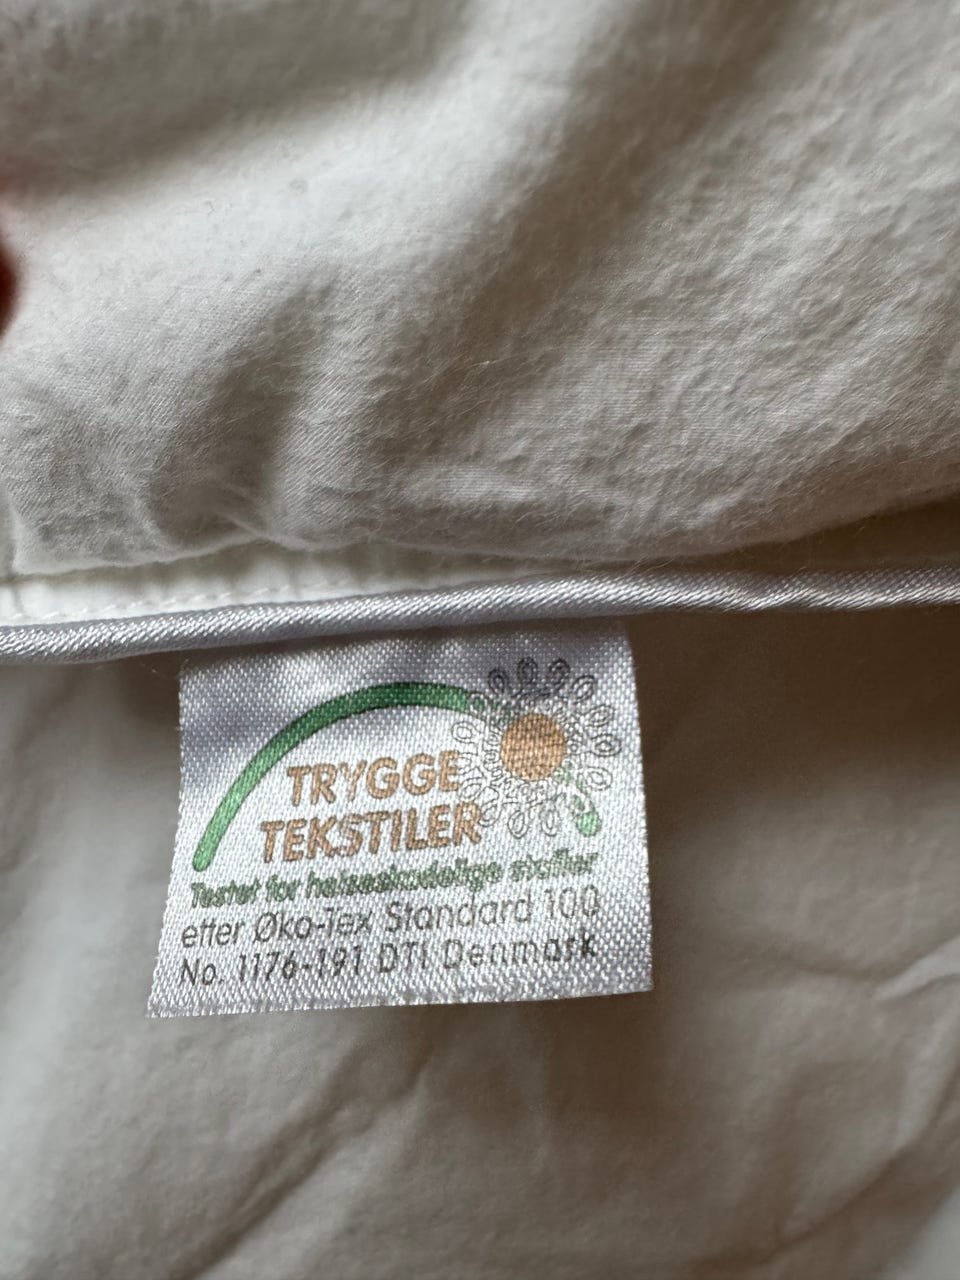 TRYGGE
TEKSTILER
Testet for helseskadelige stoffer
etter Øko-Tex Standard 100
No. 1176-191 DTI Denmark